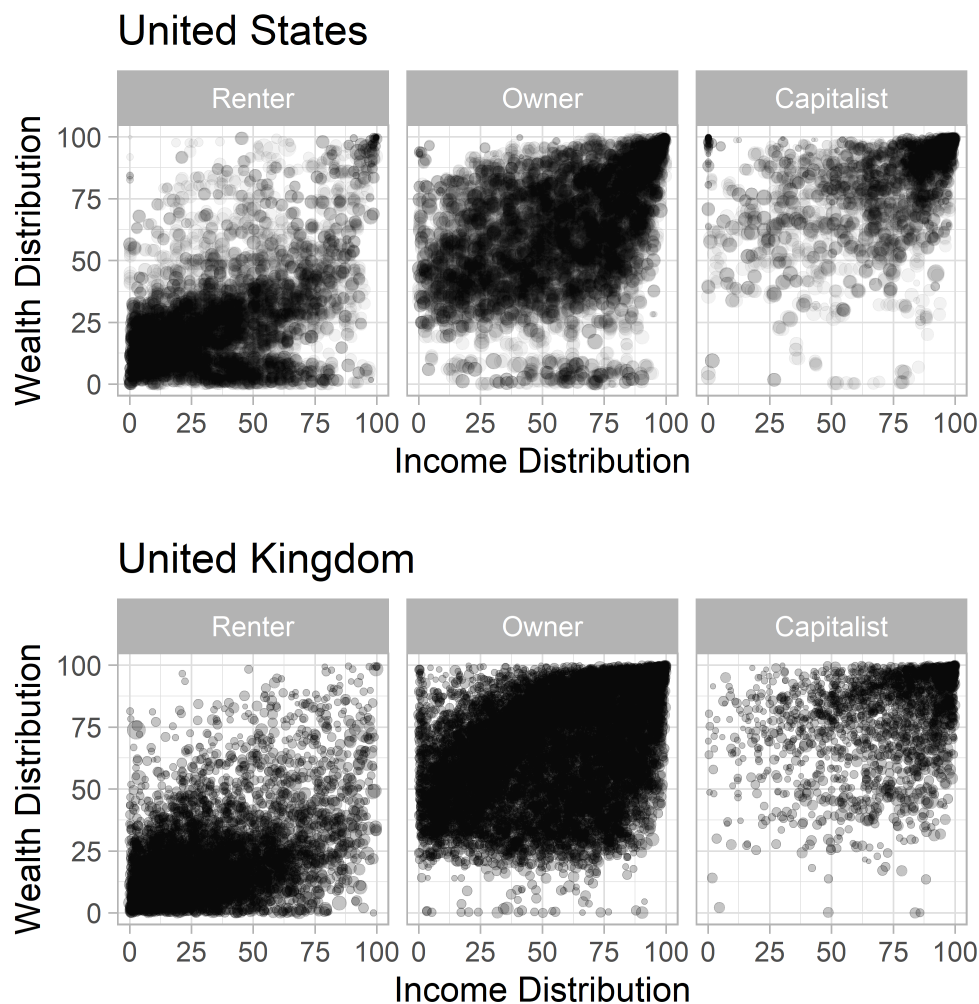 United States
Renter Owner Capitalist
Wealth Distribution
100
75
50
25
0
0 25 50 75 100 0 25 50 75 100 0 25 50 75 100
Income Distribution
United Kingdom
Renter Owner Capitalist
Wealth Distribution
100
75
50
25
0
0 25 50 75 100 0 25 50 75 100 0 25 50 75 100
Income Distribution